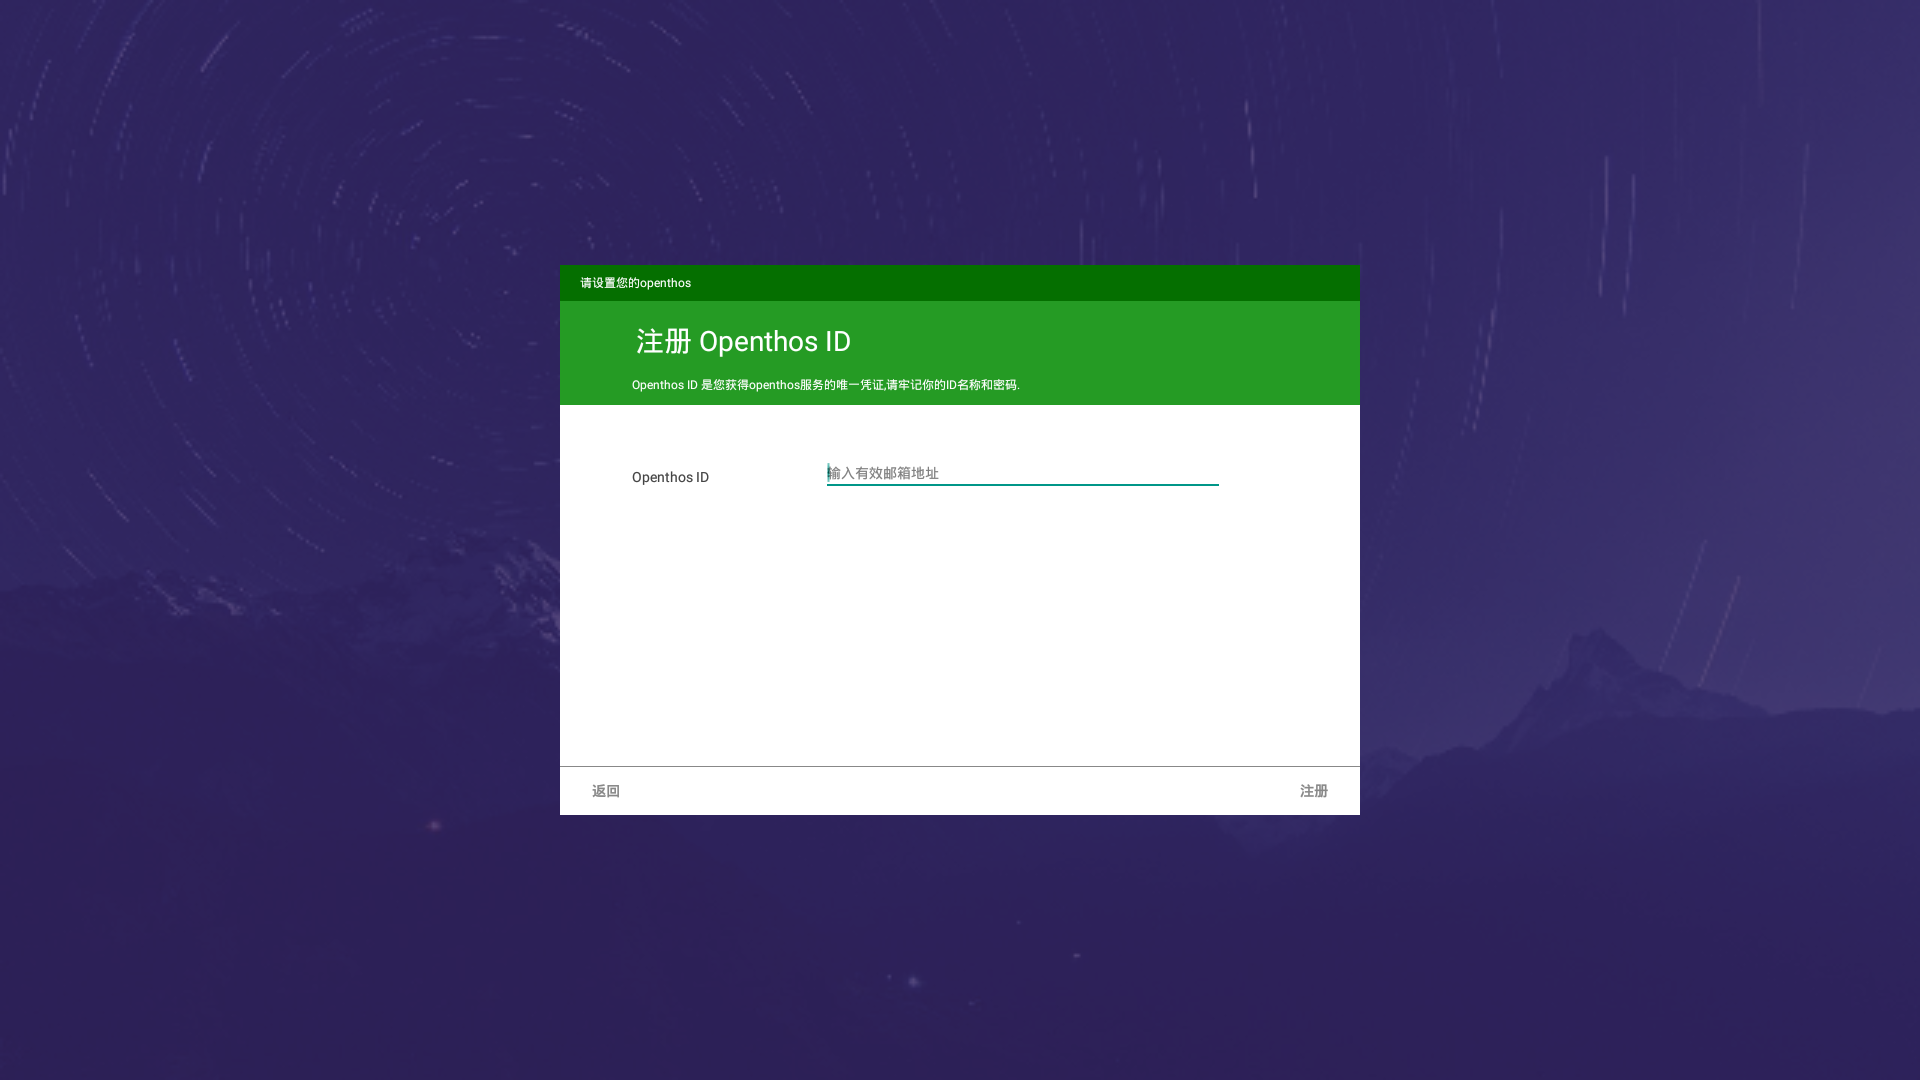 请设置您的openthos
注册 Openthos ID
Openthos ID 是您获得openthos服务的唯一凭证,请牢记你的ID名称和密码.
Openthos ID
输入有效邮箱地址
返回
注册